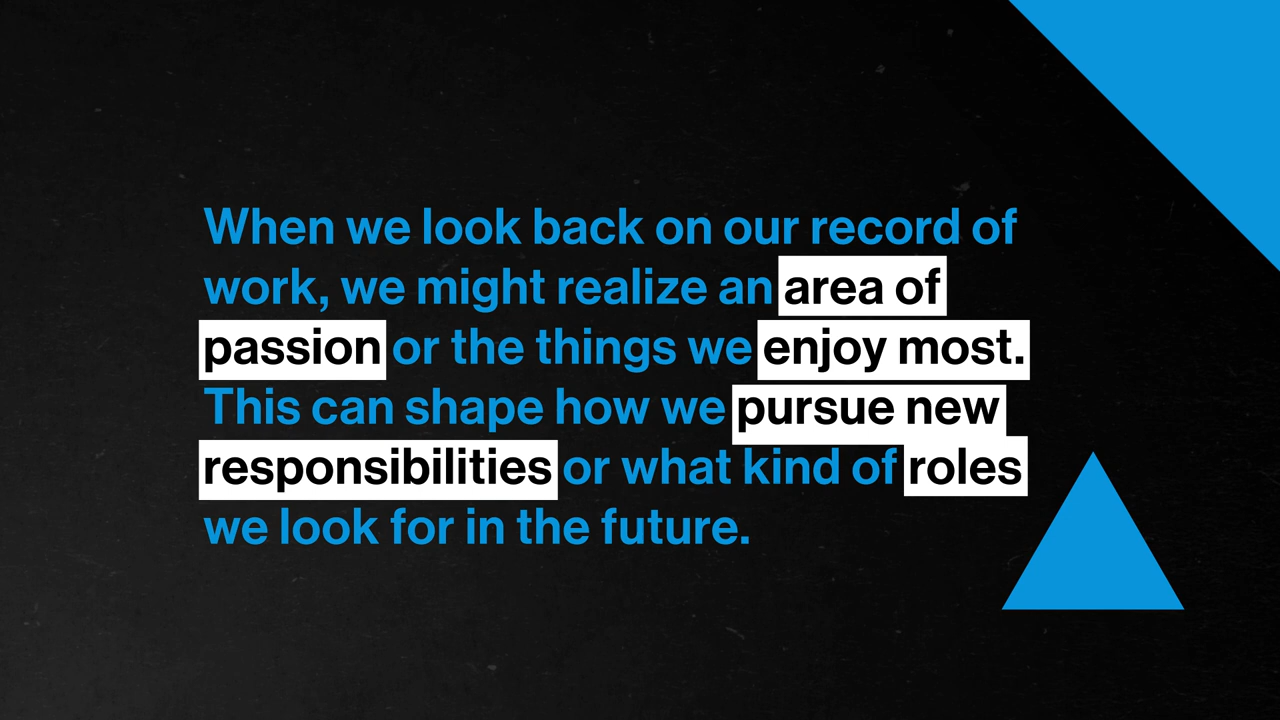 When we look back on our record of
work, we might realize an area of
passion or the things we enjoy most.
This can shape how we pursue new
responsibilities or what kind of roles
we look for in the future.